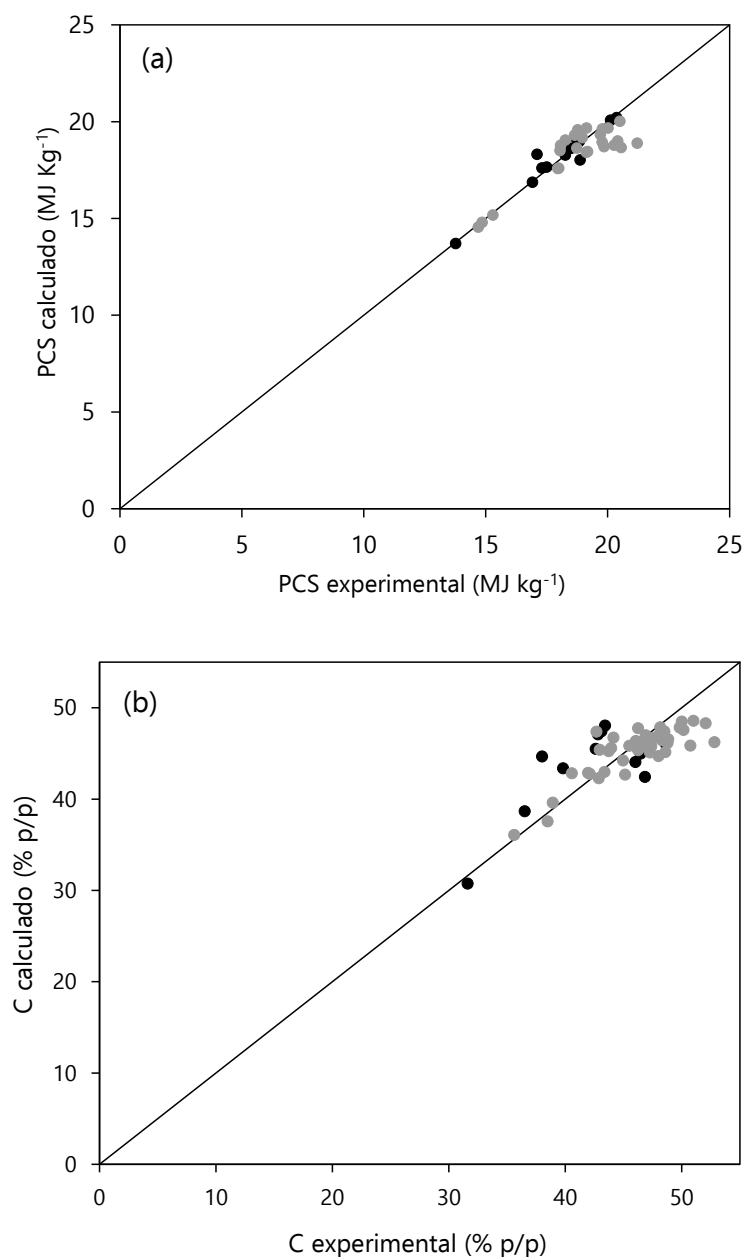 (a)
25
20
15
10
5
0
PCS calculado (MJ Kg⁻¹)
0 5 10 15 20 25
PCS experimental (MJ kg⁻¹)
(b)
50
40
30
20
10
0
C calculado (% p/p)
0 10 20 30 40 50
C experimental (% p/p)